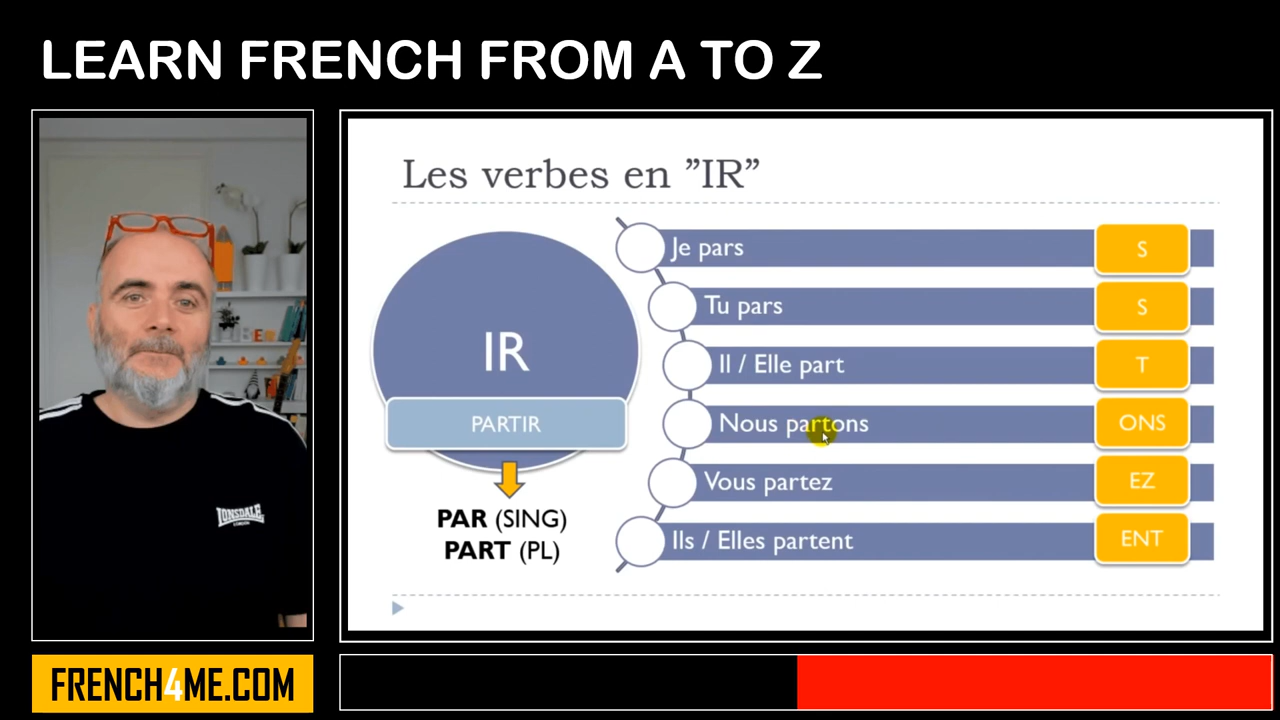 LEARN FRENCH FROM A TO Z
Les verbes en ”IR”
IR
PARTIR
PAR (SING)
PART (PL)
Je pars S
Tu pars S
Il / Elle part T
Nous partons ONS
Vous partez EZ
Ils / Elles partent ENT
LONSDALE
LONDON
FRENCH4ME.COM